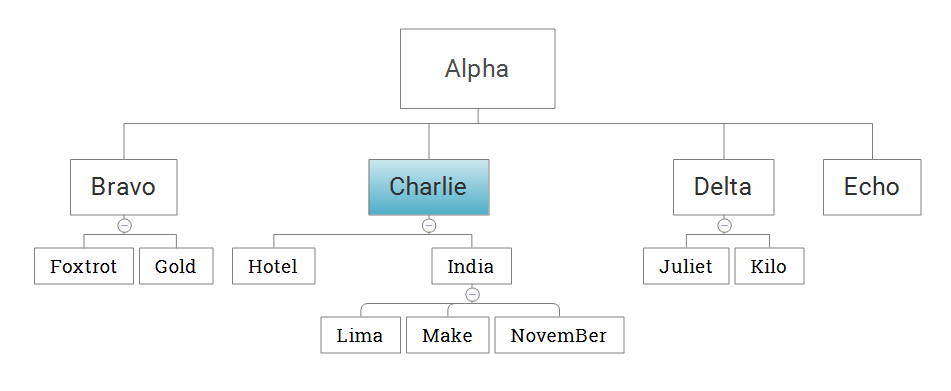 Alpha
Bravo
Charlie
Delta
Echo
Foxtrot
Gold
Hotel
India
Juliet
Kilo
Lima
Make
NovemBer